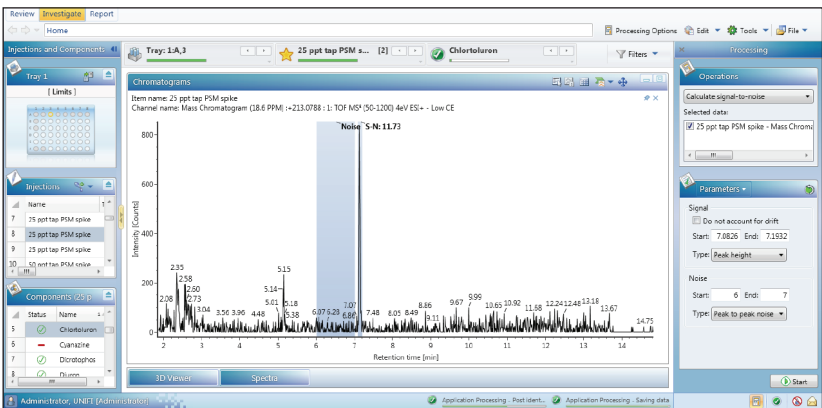 Review Investigate Report
Home
Processing Options Edit Tools File
Injections and Components
Tray: 1:A,3
25 ppt tap PSM s... [2]
Chlortoluron
Filters
Processing
Tray 1
[ Limits ]
Injections
Name
7 25 ppt tap PSM spike
8 25 ppt tap PSM spike
9 25 ppt tap PSM spike
10 50 ppt tap PSM spike
Components (25 p
Status Name
5 Chlortoluron
6 Cyanazine
7 Dicrotophos
8 Diuron
Chromatograms
Item name: 25 ppt tap PSM spike
Channel name: Mass Chromatogram (18.6 PPM) : +213.0788 : 1: TOF MSᴱ (50-1200) 4eV ESI+ - Low CE
Noise S-N: 11.73
Intensity [Counts]
800
600
400
200
0
2.08 2.35 2.58 2.60 2.73 3.04 3.56 3.96 4.48 5.01 5.14 5.15 5.18 5.38 6.07 6.28 6.86 7.07 7.48 8.05 8.49 8.86 9.11 9.67 9.99 10.65 10.92 11.58 12.24 12.48 13.18 13.67 14.75
2 3 4 5 6 7 8 9 10 11 12 13 14
Retention time [min]
3D Viewer Spectra
Operations
Calculate signal-to-noise
Selected data:
25 ppt tap PSM spike - Mass Chroma
Parameters
Signal
Do not account for drift
Start: 7.0826 End: 7.1932
Type: Peak height
Noise
Start: 6 End: 7
Type: Peak to peak noise
Start
Administrator, UNIFI [Administrator]
Application Processing - Post ident...
Application Processing - Saving data